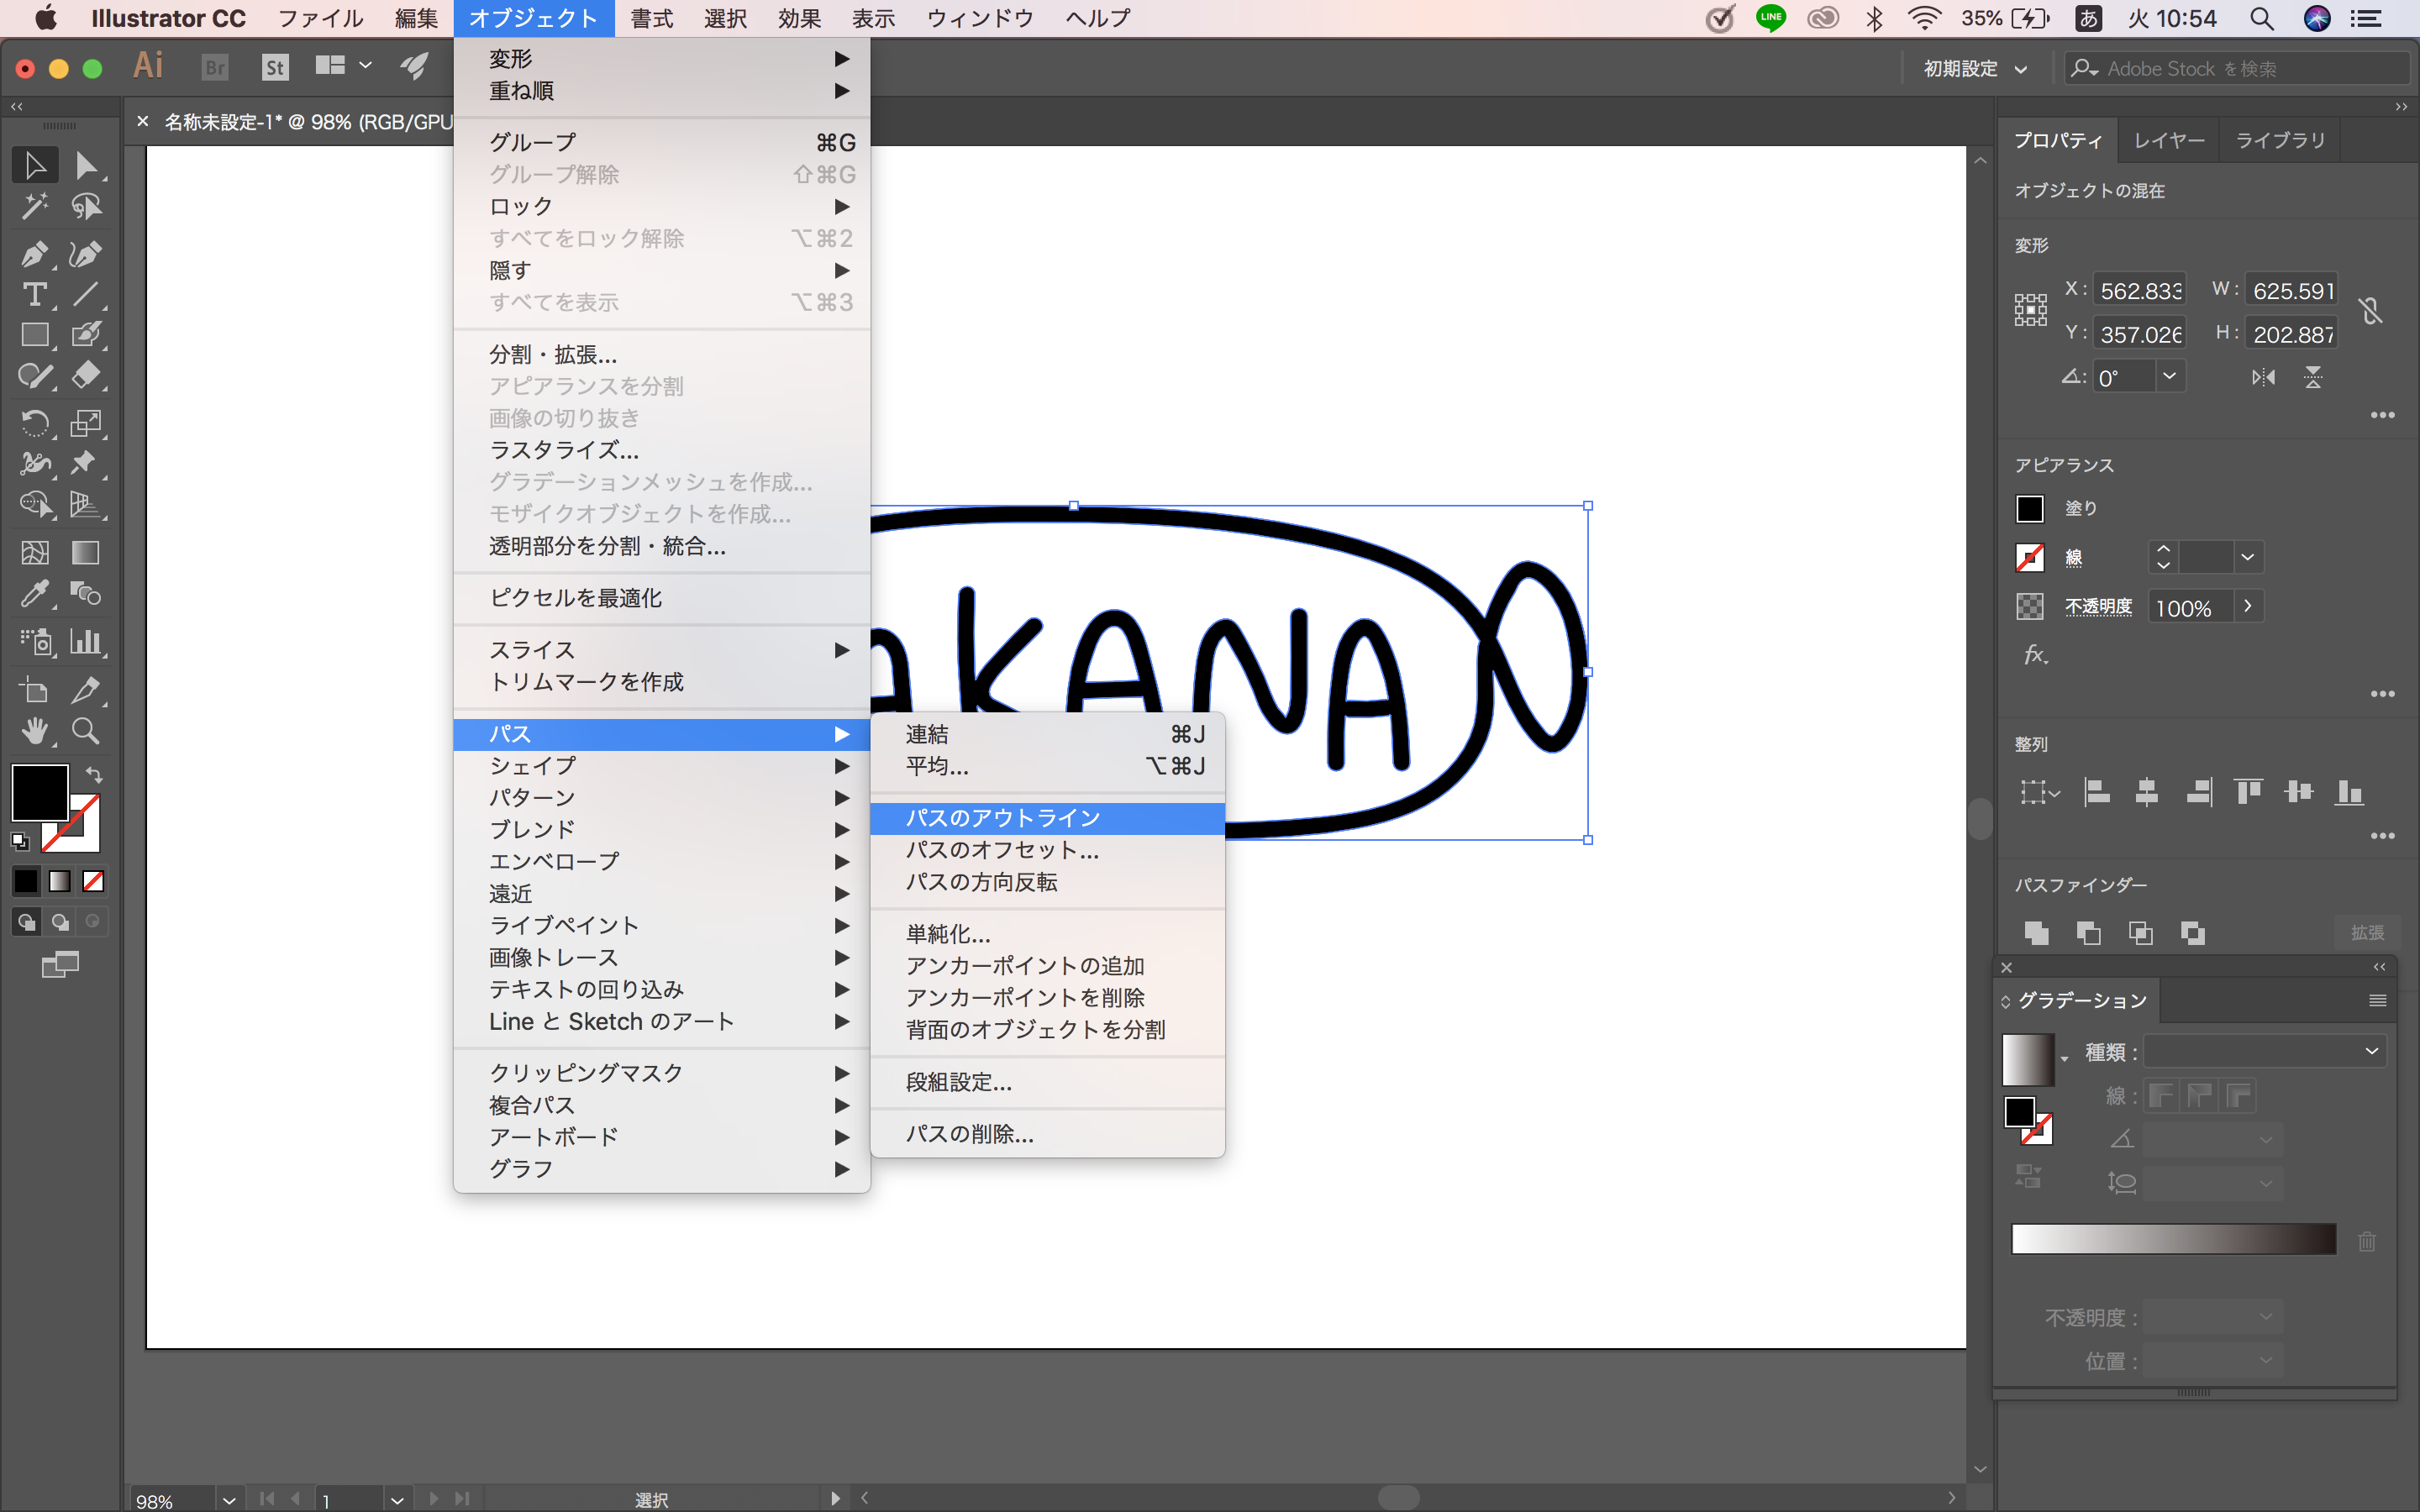 Illustrator CC ファイル 編集 オブジェクト 書式 選択 効果 表示 ウィンドウ ヘルプ LINE 35% あ 火 10:54
Ai Br St 初期設定 Adobe Stock を検索
× 名称未設定-1* @ 98% (RGB/GPU
変形
重ね順
グループ ⌘G
グループ解除 ⇧⌘G
ロック
すべてをロック解除 ⌥⌘2
隠す
すべてを表示 ⌥⌘3
分割・拡張...
アピアランスを分割
画像の切り抜き
ラスタライズ...
グラデーションメッシュを作成...
モザイクオブジェクトを作成...
透明部分を分割・統合...
ピクセルを最適化
スライス
トリムマークを作成
パス
シェイプ
パターン
ブレンド
エンベロープ
遠近
ライブペイント
画像トレース
テキストの回り込み
Line と Sketch のアート
クリッピングマスク
複合パス
アートボード
グラフ
連結 ⌘J
平均... ⌥⌘J
パスのアウトライン
パスのオフセット...
パスの方向反転
単純化...
アンカーポイントの追加
アンカーポイントを削除
背面のオブジェクトを分割
段組設定...
パスの削除...
AKANA
プロパティ レイヤー ライブラリ
オブジェクトの混在
変形
X : 562.833 W : 625.591
Y : 357.026 H : 202.887
0°
アピアランス
塗り
線
不透明度 100%
fx
整列
パスファインダー
拡張
グラデーション
種類 :
線 :
不透明度 :
位置 :
98% 1 選択